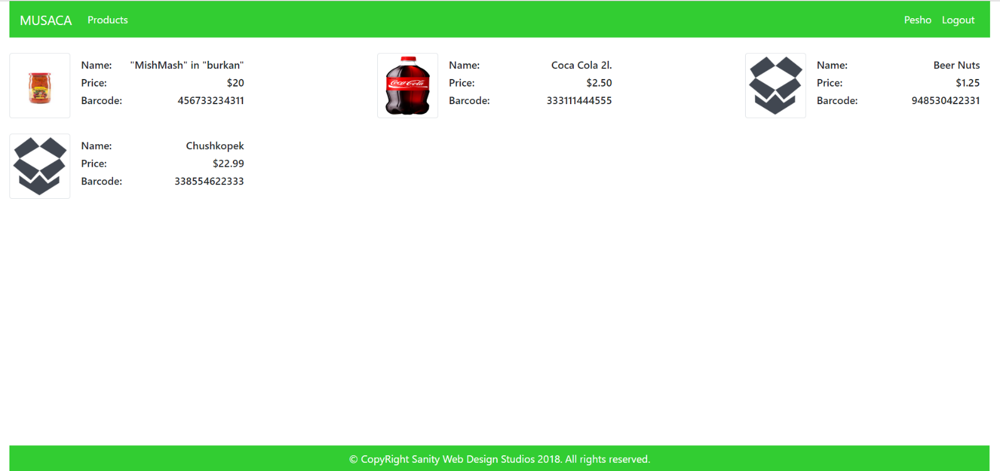 MUSACA Products Pesho Logout
Name: "MishMash" in "burkan"
Price: $20
Barcode: 456733234311
Coca-Cola
Name: Coca Cola 2l.
Price: $2.50
Barcode: 333111444555
Name: Beer Nuts
Price: $1.25
Barcode: 948530422331
Name: Chushkopek
Price: $22.99
Barcode: 338554622333
© CopyRight Sanity Web Design Studios 2018. All rights reserved.